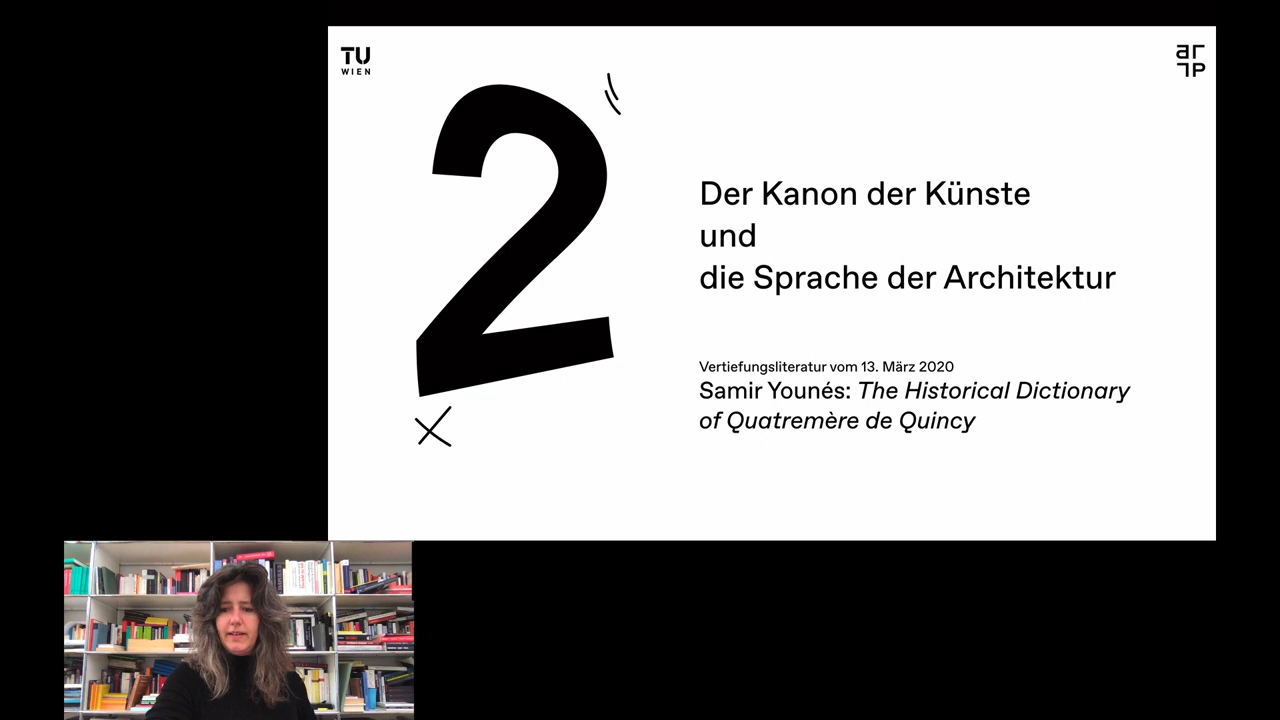 TU
WIEN
ar
p
2
Der Kanon der Künste
und
die Sprache der Architektur
Vertiefungsliteratur vom 13. März 2020
Samir Younés: The Historical Dictionary
of Quatremère de Quincy